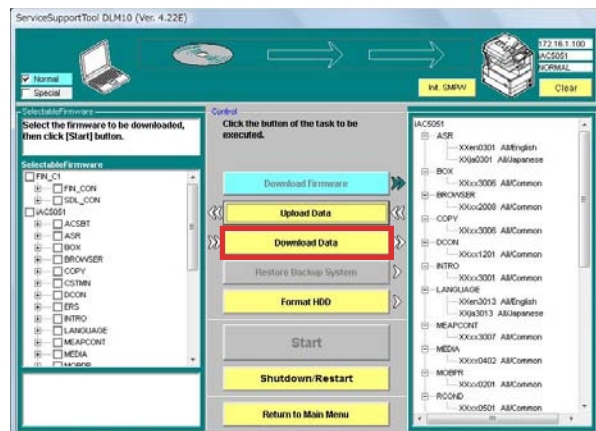 ServiceSupportTool DLM10 (Ver. 4.22E)
172.16.1.100
iAC5051
NORMAL
Normal
Special
Init. SMPW
Clear
SelectableFirmware
Select the firmware to be downloaded,
then click [Start] button.
SelectableFirmware
FIN_C1
FIN_CON
SDL_CON
iAC5051
ACSBT
ASR
BOX
BROWSER
COPY
CSTMN
DCON
ERS
INTRO
LANGUAGE
MEAPCONT
MEDIA
MOBPR
Control
Click the button of the task to be
executed.
Download Firmware
Upload Data
Download Data
Restore Backup System
Format HDD
Start
Shutdown/Restart
Return to Main Menu
iAC5051
ASR
XXen0301 All/English
XXja0301 All/Japanese
BOX
XXxx3006 All/Common
BROWSER
XXxx2008 All/Common
COPY
XXxx3006 All/Common
DCON
XXxx1201 All/Common
INTRO
XXxx3001 All/Common
LANGUAGE
XXen3013 All/English
XXja3013 All/Japanese
MEAPCONT
XXxx3007 All/Common
MEDIA
XXxx0402 All/Common
MOBPR
XXxx0201 All/Common
RCOND
XXxx0501 All/Common